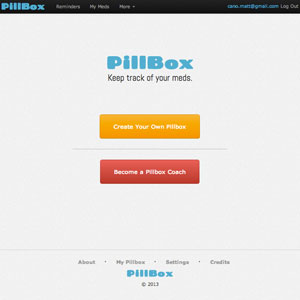 PillBox Reminders My Meds More cano.matt@gmail.com Log Out
PillBox
Keep track of your meds.
Create Your Own Pillbox
Become a Pillbox Coach
About • My Pillbox • Settings • Credits
PillBox
© 2013